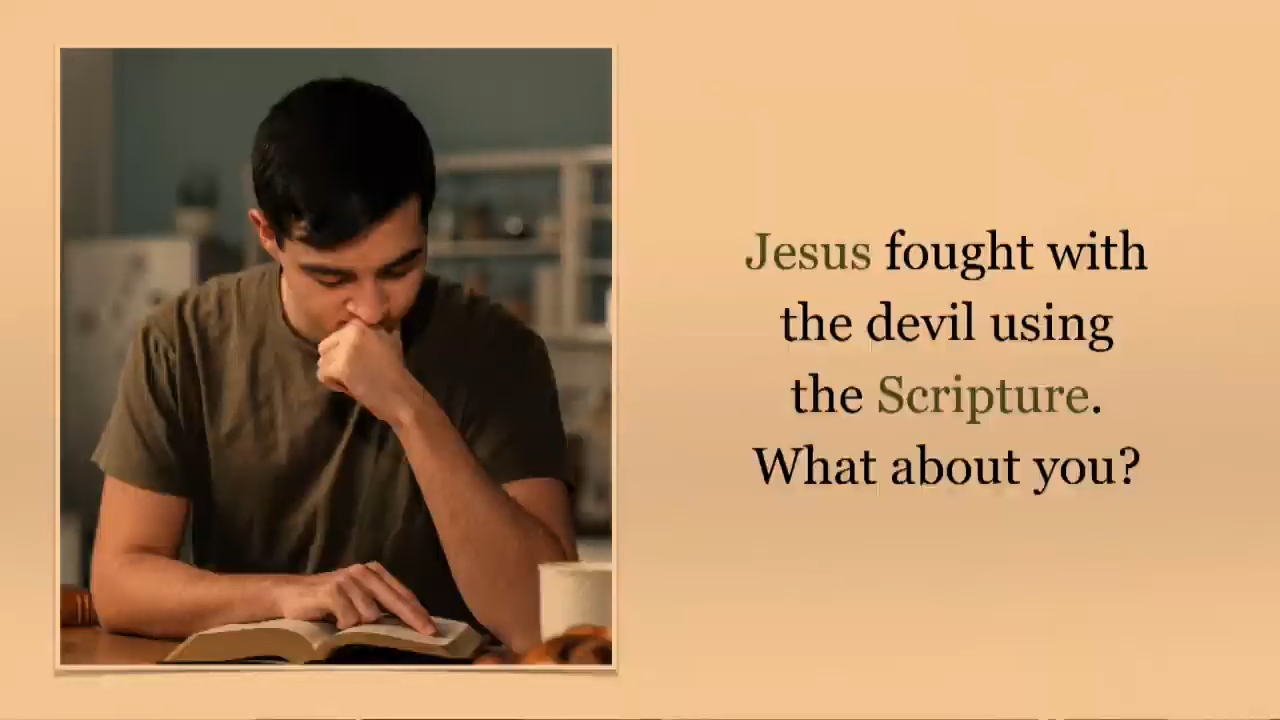 Jesus fought with
the devil using
the Scripture.
What about you?